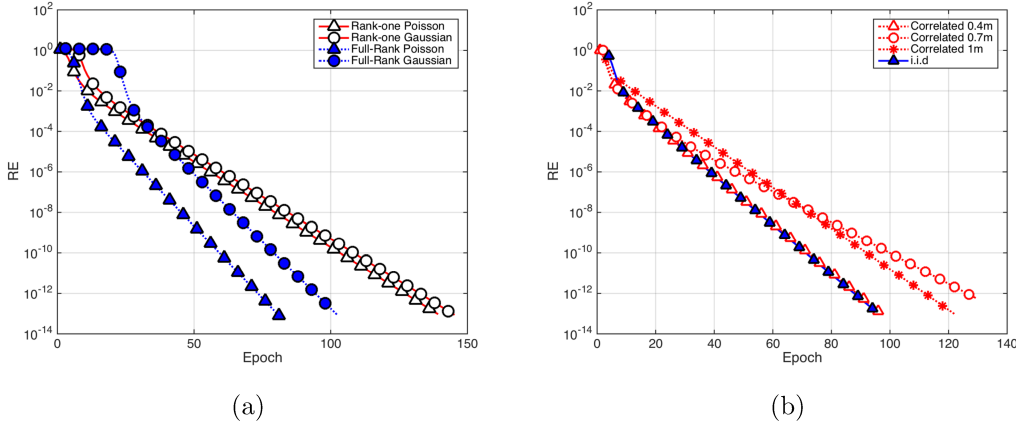 10^2
10^0
10^-2
10^-4
10^-6
10^-8
10^-10
10^-12
10^-14
RE
0 50 100 150
Epoch
Rank-one Poisson
Rank-one Gaussian
Full-Rank Poisson
Full-Rank Gaussian
(a)
10^2
10^0
10^-2
10^-4
10^-6
10^-8
10^-10
10^-12
10^-14
RE
0 20 40 60 80 100 120 140
Epoch
Correlated 0.4m
Correlated 0.7m
Correlated 1m
i.i.d
(b)